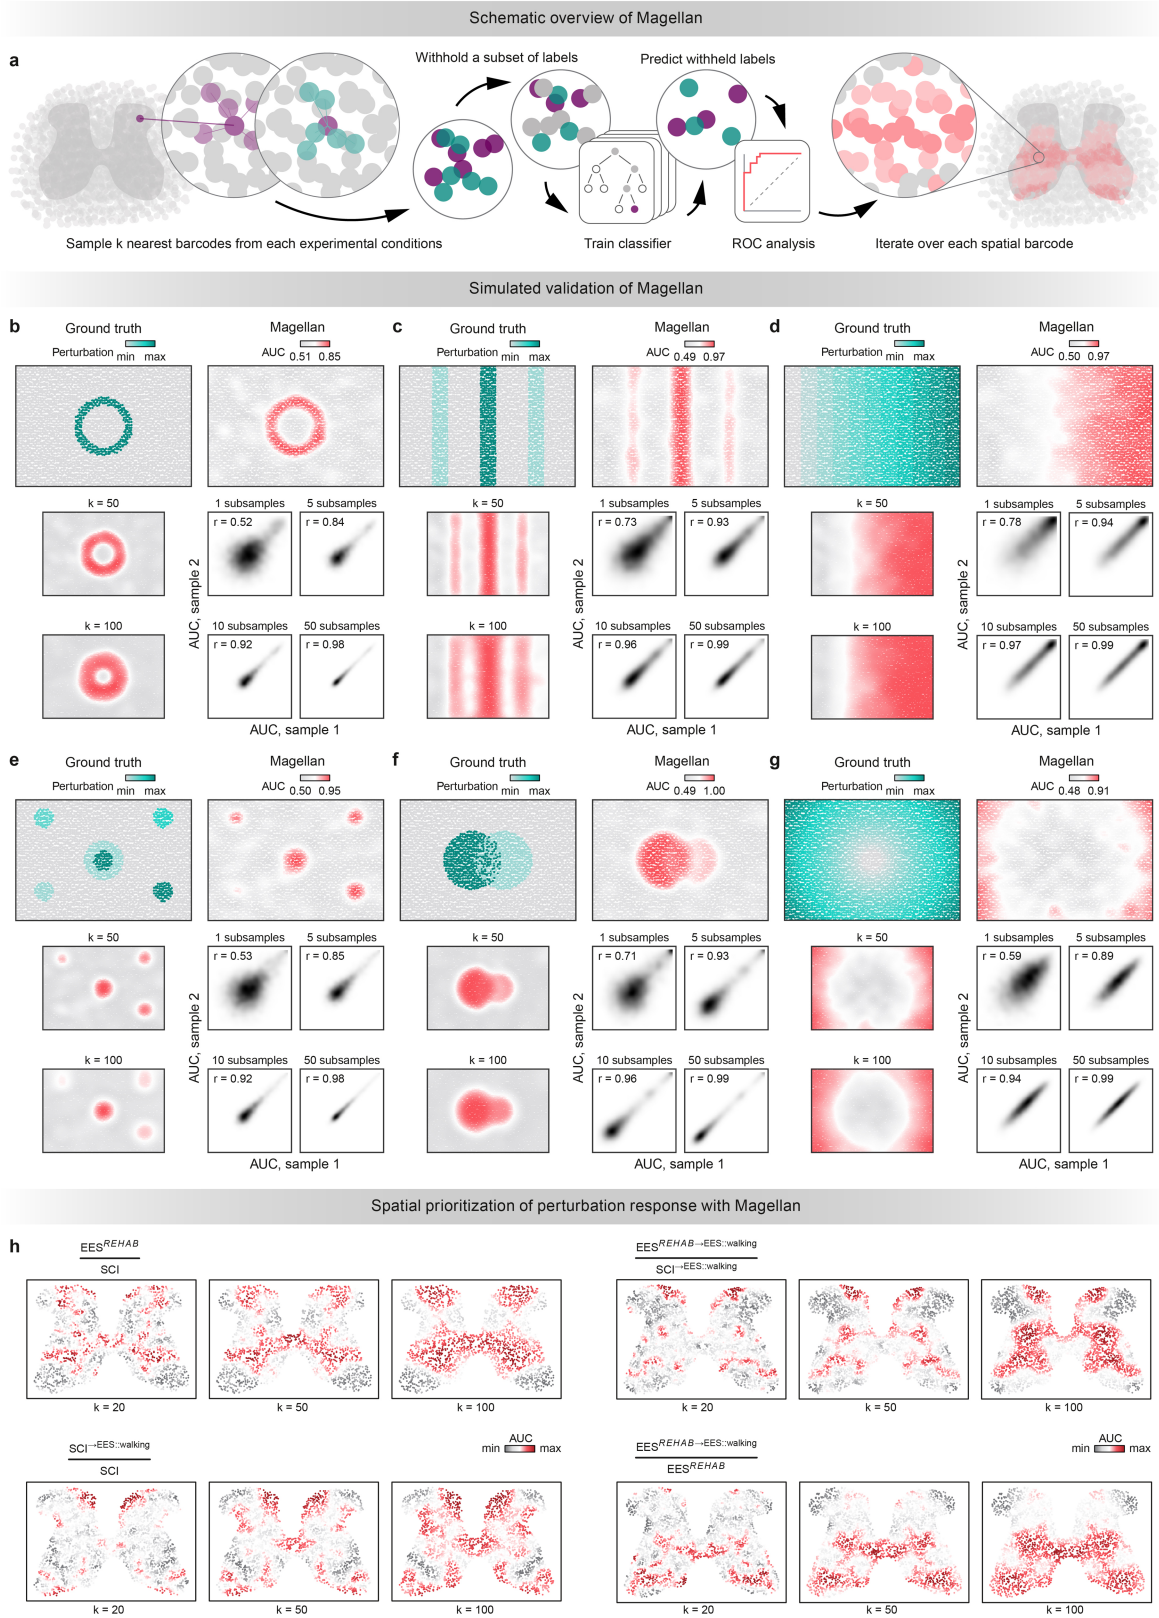 Schematic overview of Magellan
a
Withhold a subset of labels
Predict withheld labels
Sample k nearest barcodes from each experimental conditions
Train classifier
ROC analysis
Iterate over each spatial barcode
Simulated validation of Magellan
b
Ground truth
Perturbation
min max
Magellan
AUC
0.51 0.85
k = 50
1 subsamples
r = 0.52
5 subsamples
r = 0.84
k = 100
10 subsamples
r = 0.92
50 subsamples
r = 0.98
AUC, sample 2
AUC, sample 1
c
Ground truth
Perturbation
min max
Magellan
AUC
0.49 0.97
k = 50
1 subsamples
r = 0.73
5 subsamples
r = 0.93
k = 100
10 subsamples
r = 0.96
50 subsamples
r = 0.99
AUC, sample 2
AUC, sample 1
d
Ground truth
Perturbation
min max
Magellan
AUC
0.50 0.97
k = 50
1 subsamples
r = 0.78
5 subsamples
r = 0.94
k = 100
10 subsamples
r = 0.97
50 subsamples
r = 0.99
AUC, sample 2
AUC, sample 1
e
Ground truth
Perturbation
min max
Magellan
AUC
0.50 0.95
k = 50
1 subsamples
r = 0.53
5 subsamples
r = 0.85
k = 100
10 subsamples
r = 0.92
50 subsamples
r = 0.98
AUC, sample 2
AUC, sample 1
f
Ground truth
Perturbation
min max
Magellan
AUC
0.49 1.00
k = 50
1 subsamples
r = 0.71
5 subsamples
r = 0.93
k = 100
10 subsamples
r = 0.96
50 subsamples
r = 0.99
AUC, sample 2
AUC, sample 1
g
Ground truth
Perturbation
min max
Magellan
AUC
0.48 0.91
k = 50
1 subsamples
r = 0.59
5 subsamples
r = 0.89
k = 100
10 subsamples
r = 0.94
50 subsamples
r = 0.99
AUC, sample 2
AUC, sample 1
Spatial prioritization of perturbation response with Magellan
h
EES^REHAB
SCI
k = 20
k = 50
k = 100
EES^REHAB→EES::walking
SCI^→EES::walking
k = 20
k = 50
k = 100
SCI^→EES::walking
SCI
AUC
min max
k = 20
k = 50
k = 100
EES^REHAB→EES::walking
EES^REHAB
AUC
min max
k = 20
k = 50
k = 100